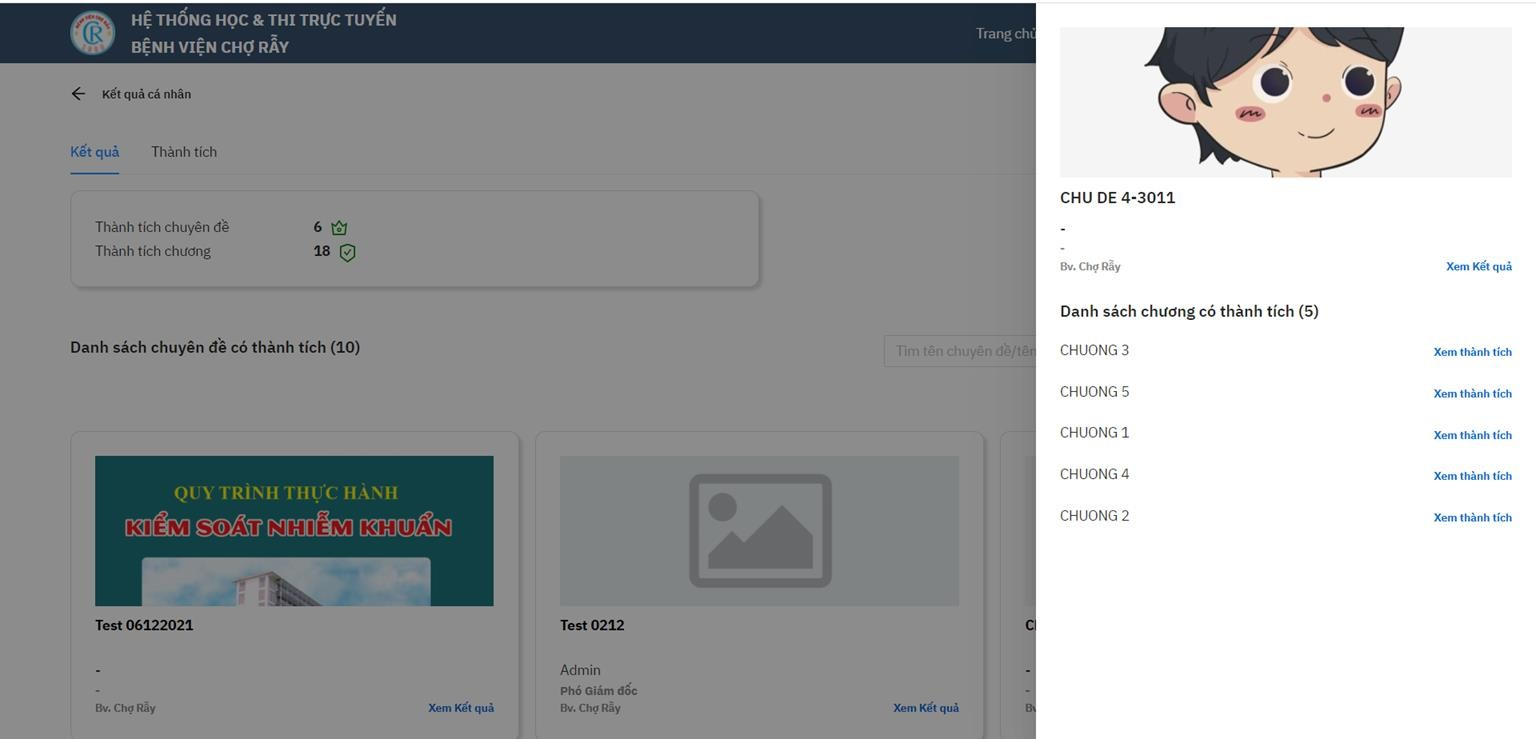 HỆ THỐNG HỌC & THI TRỰC TUYẾN
BỆNH VIỆN CHỢ RẪY
Trang chủ
Kết quả cá nhân
Kết quả
Thành tích
Thành tích chuyên đề 6
Thành tích chương 18
Danh sách chuyên đề có thành tích (10)
Tìm tên chuyên đề/tên
QUY TRÌNH THỰC HÀNH
KIỂM SOÁT NHIỄM KHUẨN
Test 06122021
-
-
Bv. Chợ Rẫy
Xem Kết quả
Test 0212
Admin
Phó Giám đốc
Bv. Chợ Rẫy
Xem Kết quả
-
-
CHU DE 4-3011
-
-
Bv. Chợ Rẫy
Xem Kết quả
Danh sách chương có thành tích (5)
CHUONG 3
Xem thành tích
CHUONG 5
Xem thành tích
CHUONG 1
Xem thành tích
CHUONG 4
Xem thành tích
CHUONG 2
Xem thành tích